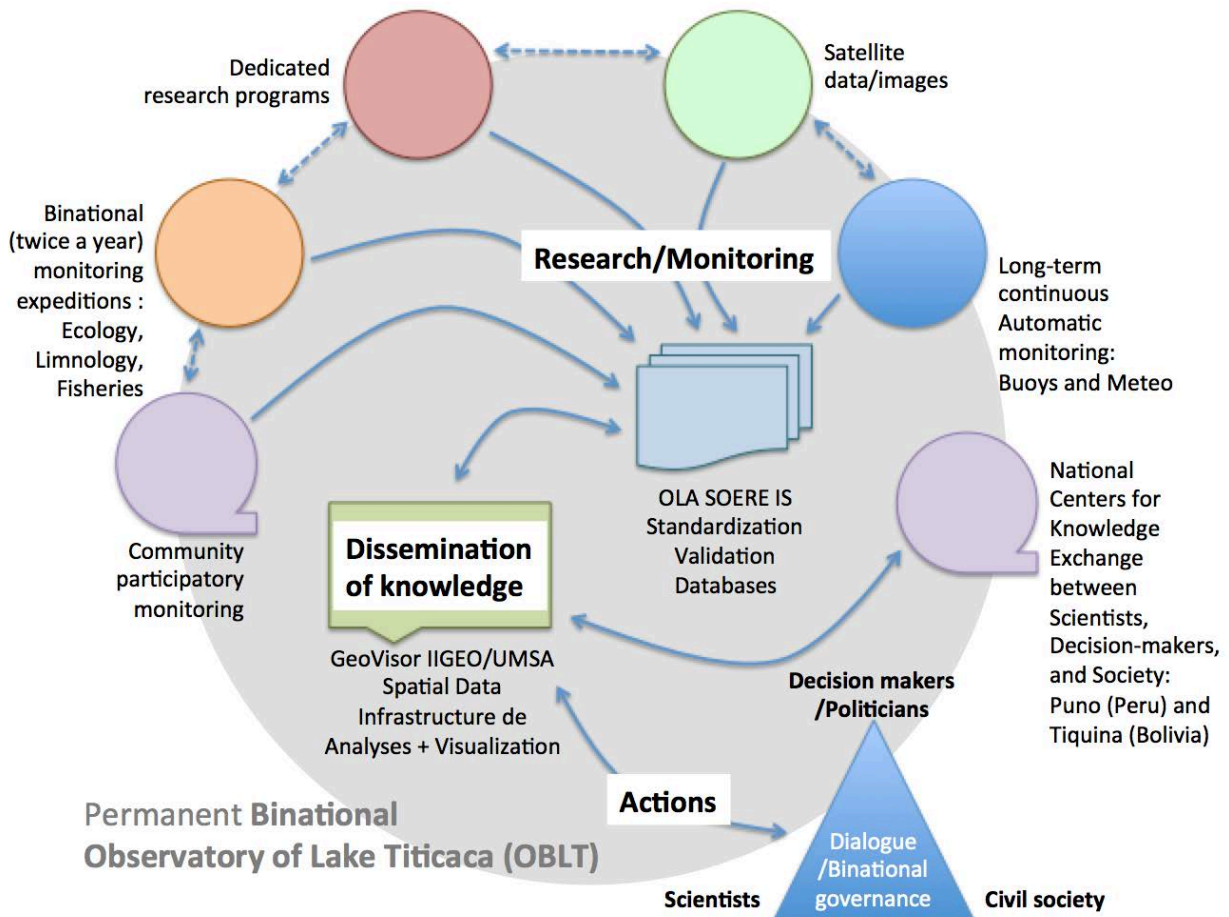 Dedicated
research programs
Satellite
data/images
Binational
(twice a year)
monitoring
expeditions :
Ecology,
Limnology,
Fisheries
Research/Monitoring
Long-term
continuous
Automatic
monitoring:
Buoys and Meteo
Community
participatory
monitoring
OLA SOERE IS
Standardization
Validation
Databases
National
Centers for
Knowledge
Exchange
between
Scientists,
Decision-makers,
and Society:
Puno (Peru) and
Tiquina (Bolivia)
Dissemination
of knowledge
GeoVisor IIGEO/UMSA
Spatial Data
Infrastructure de
Analyses + Visualization
Decision makers
/Politicians
Actions
Permanent Binational
Observatory of Lake Titicaca (OBLT)
Dialogue
/Binational
governance
Scientists
Civil society